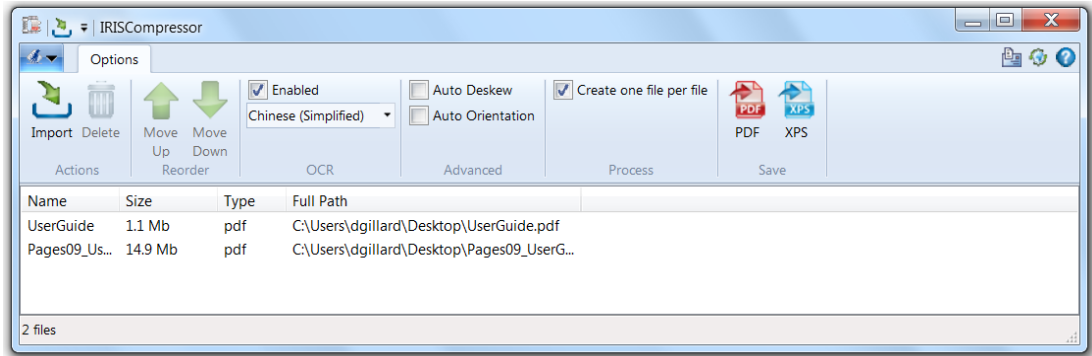 IRISCompressor
Options
Import Delete Move Up Move Down
Actions Reorder
Enabled
Chinese (Simplified)
OCR
Auto Deskew
Auto Orientation
Advanced
Create one file per file
Process
PDF XPS
PDF XPS
Save
Name Size Type Full Path
UserGuide 1.1 Mb pdf C:\Users\dgillard\Desktop\UserGuide.pdf
Pages09_Us... 14.9 Mb pdf C:\Users\dgillard\Desktop\Pages09_UserG...
2 files